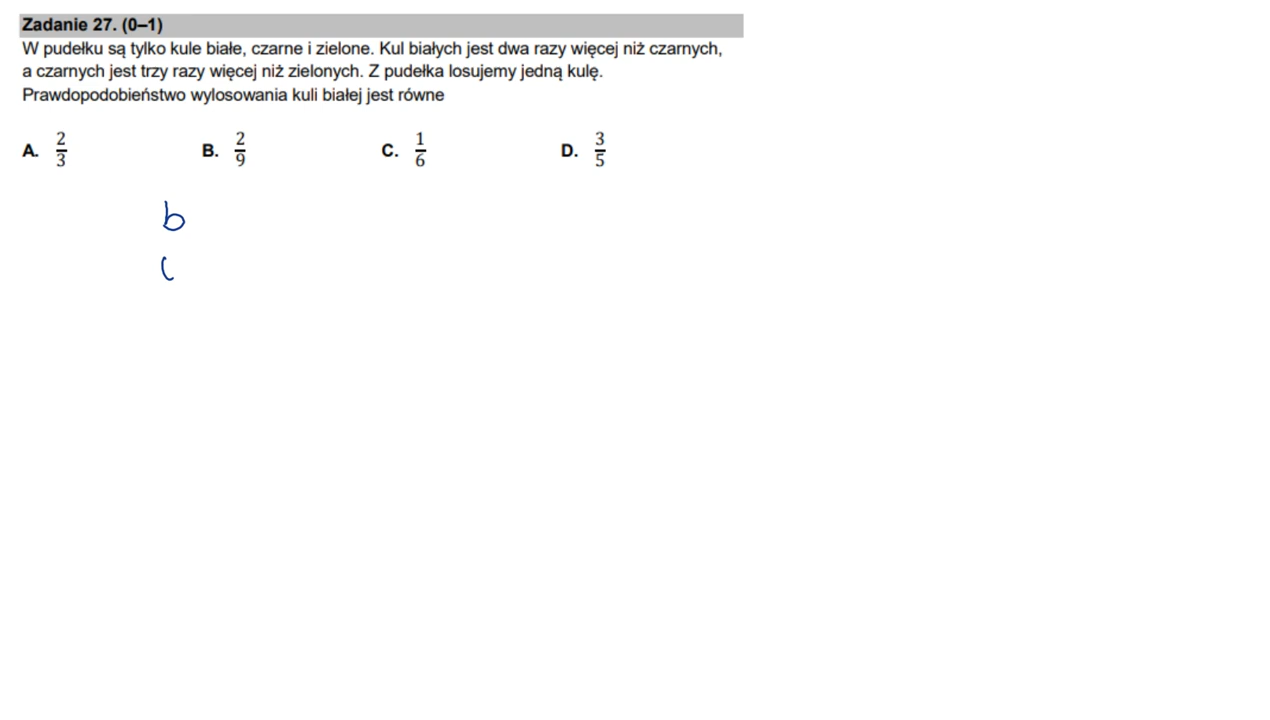 Zadanie 27. (0–1)
W pudełku są tylko kule białe, czarne i zielone. Kul białych jest dwa razy więcej niż czarnych,
a czarnych jest trzy razy więcej niż zielonych. Z pudełka losujemy jedną kulę.
Prawdopodobieństwo wylosowania kuli białej jest równe
A. 2/3 B. 2/9 C. 1/6 D. 3/5
b
c